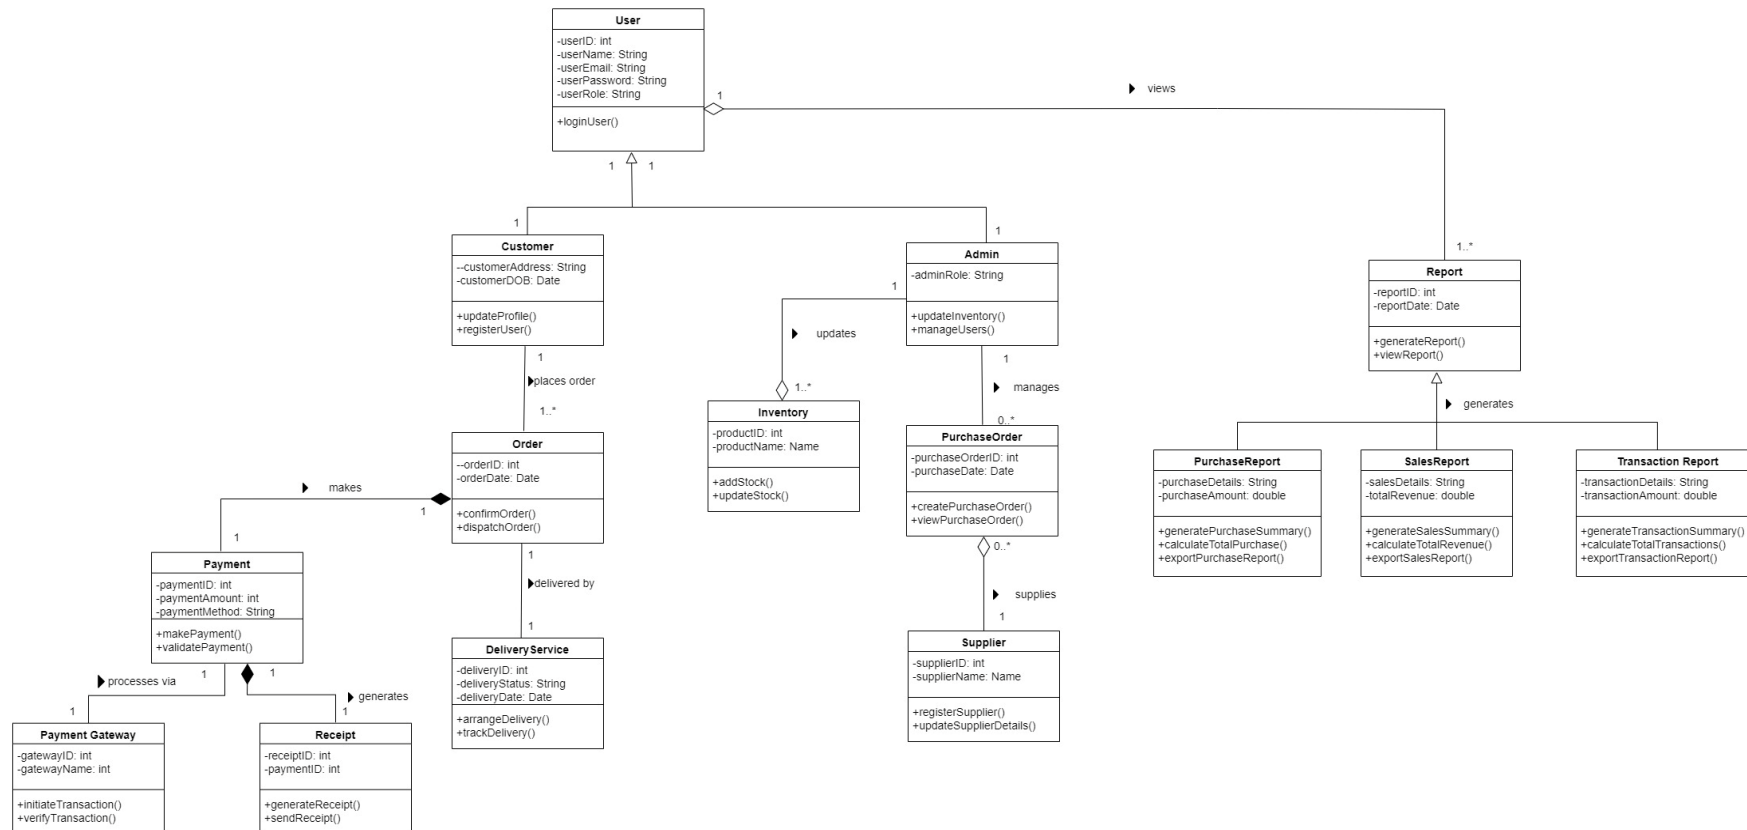 User
-userID: int
-userName: String
-userEmail: String
-userPassword: String
-userRole: String
+loginUser()
1
views
1
1
1
1
1..*
Customer
--customerAddress: String
-customerDOB: Date
+updateProfile()
+registerUser()
Admin
-adminRole: String
+updateInventory()
+manageUsers()
Report
-reportID: int
-reportDate: Date
+generateReport()
+viewReport()
1
updates
1..*
1
places order
1..*
1
manages
0..*
generates
Inventory
-productID: int
-productName: Name
+addStock()
+updateStock()
Order
--orderID: int
-orderDate: Date
+confirmOrder()
+dispatchOrder()
PurchaseOrder
-purchaseOrderID: int
-purchaseDate: Date
+createPurchaseOrder()
+viewPurchaseOrder()
PurchaseReport
-purchaseDetails: String
-purchaseAmount: double
+generatePurchaseSummary()
+calculateTotalPurchase()
+exportPurchaseReport()
SalesReport
-salesDetails: String
-totalRevenue: double
+generateSalesSummary()
+calculateTotalRevenue()
+exportSalesReport()
Transaction Report
-transactionDetails: String
-transactionAmount: double
+generateTransactionSummary()
+calculateTotalTransactions()
+exportTransactionReport()
makes
1
1
1
delivered by
1
0..*
supplies
1
Payment
-paymentID: int
-paymentAmount: int
-paymentMethod: String
+makePayment()
+validatePayment()
DeliveryService
-deliveryID: int
-deliveryStatus: String
-deliveryDate: Date
+arrangeDelivery()
+trackDelivery()
Supplier
-supplierID: int
-supplierName: Name
+registerSupplier()
+updateSupplierDetails()
processes via
1
1
1
generates
1
Payment Gateway
-gatewayID: int
-gatewayName: int
+initiateTransaction()
+verifyTransaction()
Receipt
-receiptID: int
-paymentID: int
+generateReceipt()
+sendReceipt()